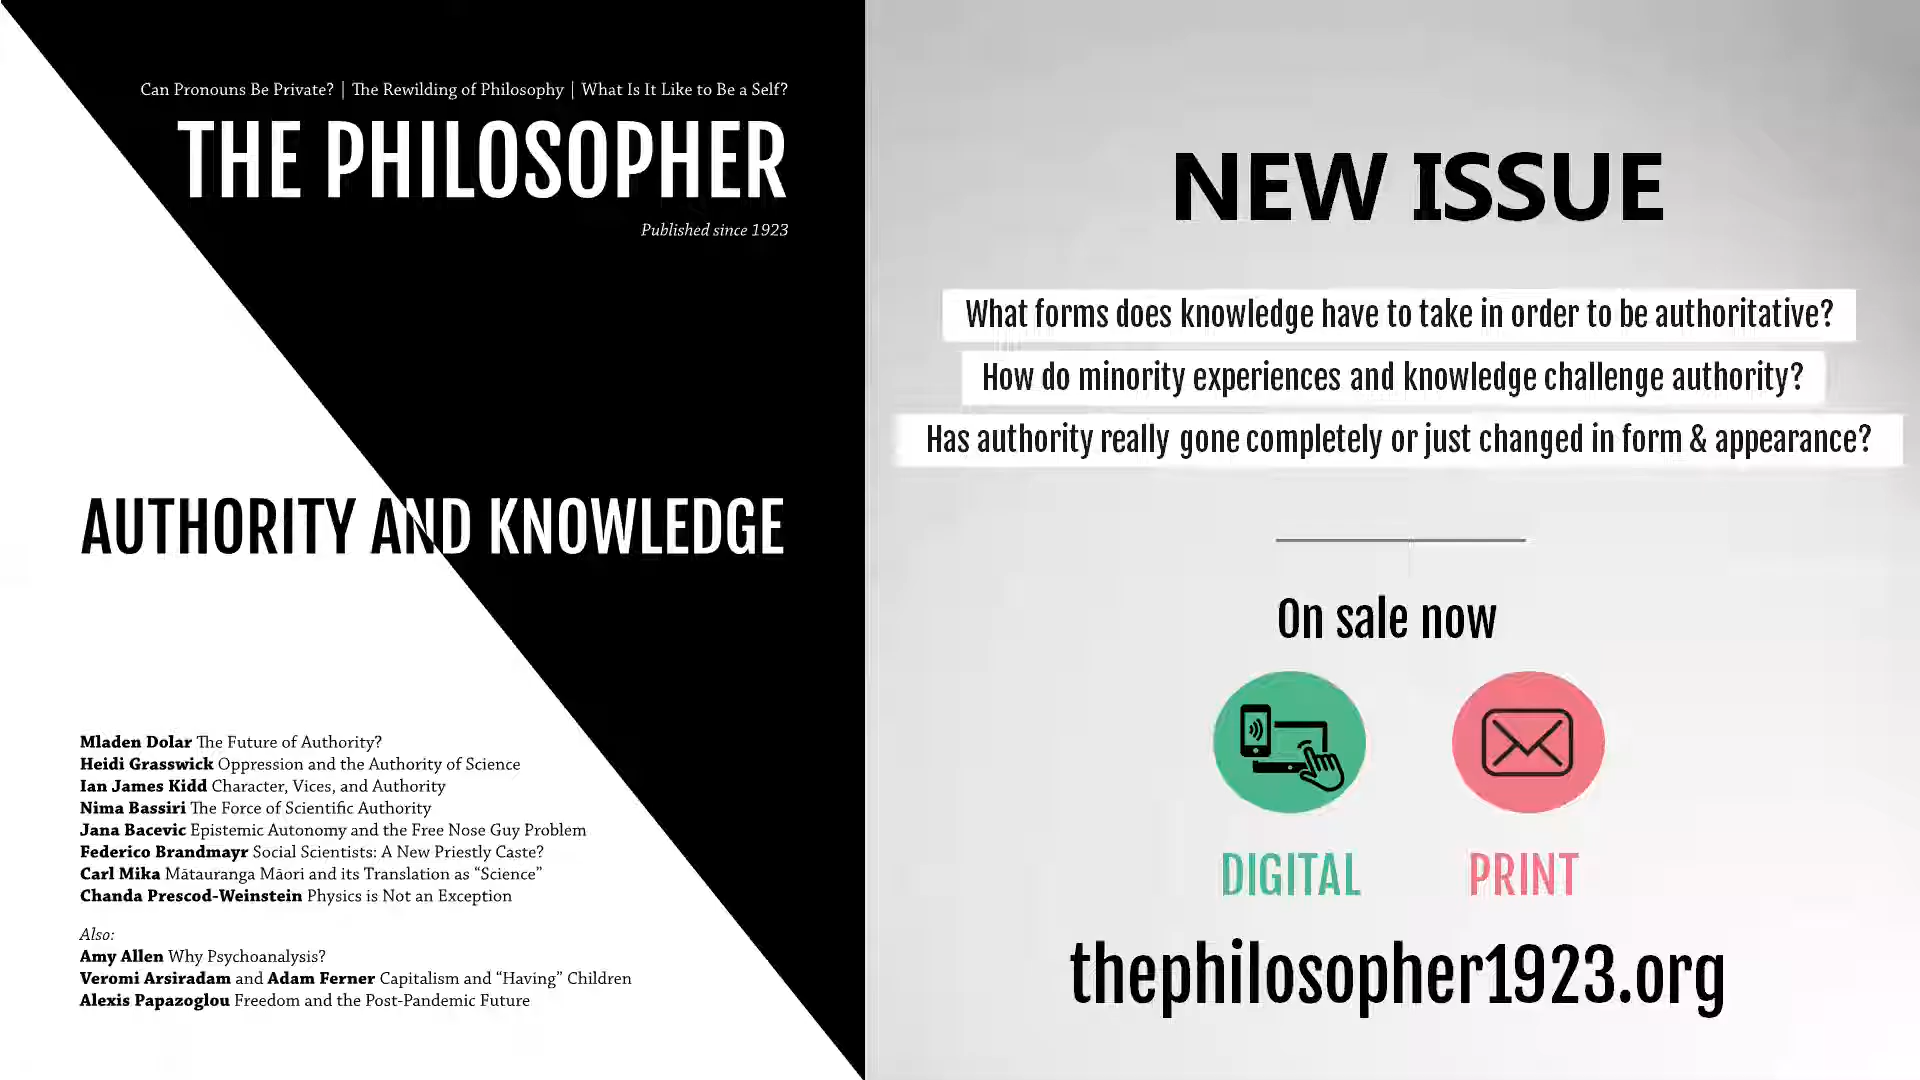 Can Pronouns Be Private? | The Rewilding of Philosophy | What Is It Like to Be a Self?
THE PHILOSOPHER
Published since 1923
AUTHORITY AND KNOWLEDGE
Mladen Dolar The Future of Authority?
Heidi Grasswick Oppression and the Authority of Science
Ian James Kidd Character, Vices, and Authority
Nima Bassiri The Force of Scientific Authority
Jana Bacevic Epistemic Autonomy and the Free Nose Guy Problem
Federico Brandmayr Social Scientists: A New Priestly Caste?
Carl Mika Mātauranga Māori and its Translation as “Science”
Chanda Prescod-Weinstein Physics is Not an Exception
Also:
Amy Allen Why Psychoanalysis?
Veromi Arsiradam and Adam Ferner Capitalism and “Having” Children
Alexis Papazoglou Freedom and the Post-Pandemic Future
NEW ISSUE
What forms does knowledge have to take in order to be authoritative?
How do minority experiences and knowledge challenge authority?
Has authority really gone completely or just changed in form & appearance?
On sale now
DIGITAL
PRINT
thephilosopher1923.org